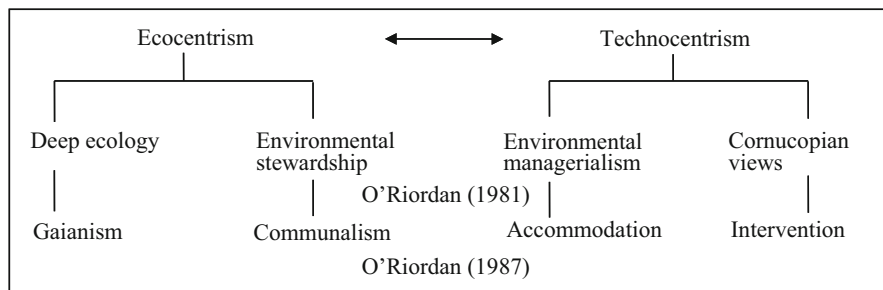 Ecocentrism
Technocentrism
Deep ecology
Environmental
stewardship
Environmental
managerialism
Cornucopian
views
O'Riordan (1981)
Gaianism
Communalism
Accommodation
Intervention
O'Riordan (1987)